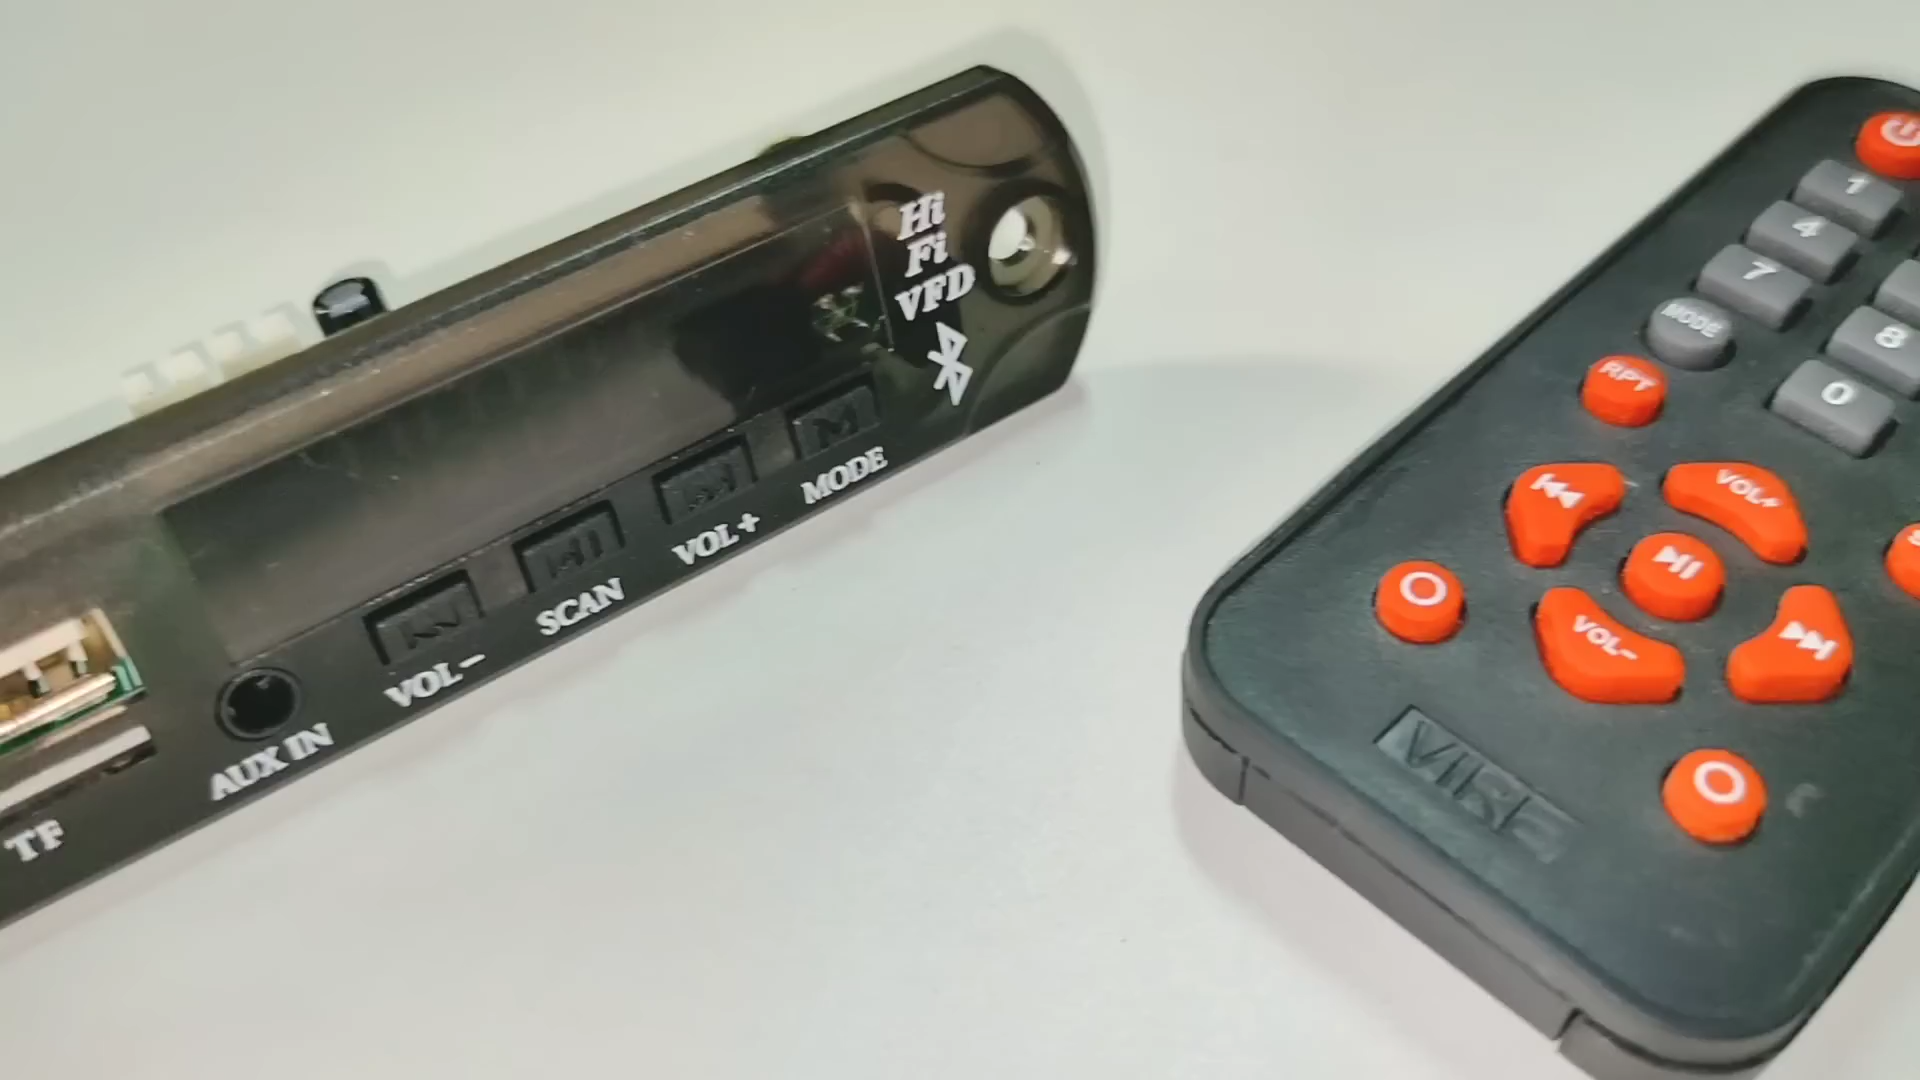 Hi
Fi
VFD
MODE
VOL +
SCAN
VOL -
AUX IN
TF
1
4
7
MODE
8
RPT
0
VOL+
VOL-